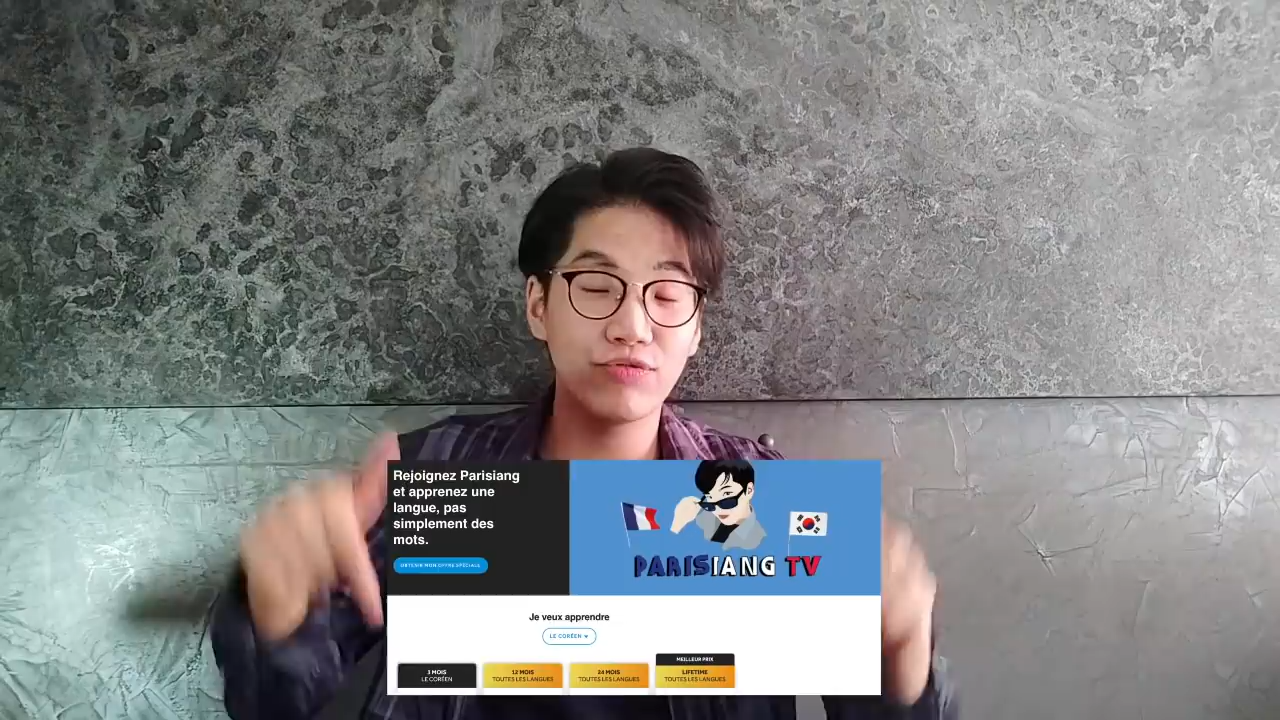 Rejoignez Parisiang
et apprenez une
langue, pas
simplement des
mots.
OBTENIR MON OFFRE SPÉCIALE
PARISIANG TV
Je veux apprendre
LE CORÉEN
MEILLEUR PRIX
3 MOIS
12 MOIS
24 MOIS
LIFETIME
LE CORÉEN
TOUTES LES LANGUES
TOUTES LES LANGUES
TOUTES LES LANGUES